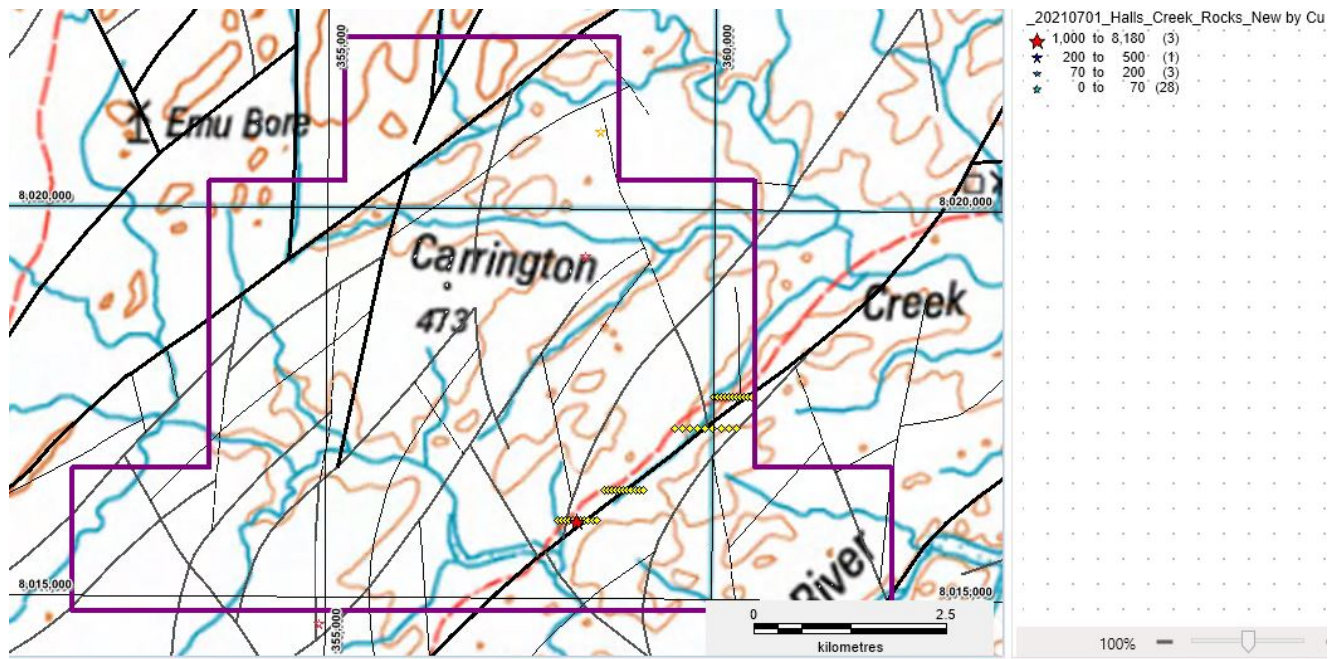 _20210701_Halls_Creek_Rocks_New by Cu
1,000 to 8,180 (3)
200 to 500 (1)
70 to 200 (3)
0 to 70 (28)
355,000
360,000
Emu Bore
8,020,000
8,020,000
Carrington
473
Creek
8,015,000
8,015,000
River
355,000
0 2.5
kilometres
100%